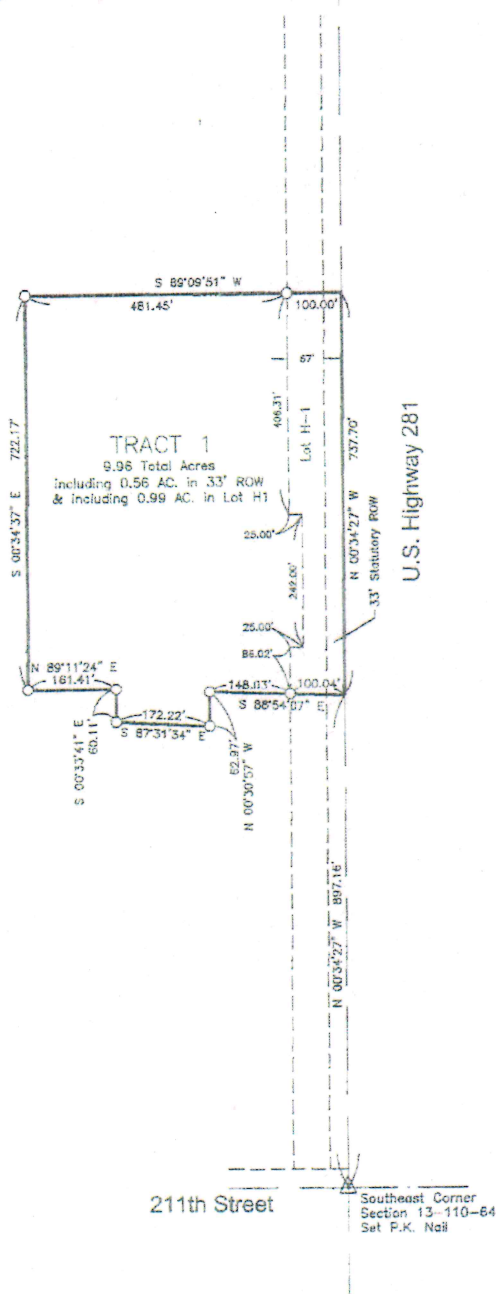 S 89°09'51" W
481.45'
100.00'
67'
406.31'
Lot H-1
722.17'
S 00°34'37" E
TRACT 1
9.96 Total Acres
including 0.56 AC. in 33' ROW
& including 0.99 AC. in Lot H1
737.70'
N 00°34'27" W
U.S. Highway 281
33' Statutory ROW
25.00'
242.00'
25.00'
86.02'
N 89°11'24" E
161.41'
148.03'
100.04'
S 88°54'07" E
S 00°33'41" E
60.11'
172.22'
S 87°31'34" E
62.97'
N 00°30'57" W
N 00°34'27" W 897.16'
211th Street
Southeast Corner
Section 13-110-64
Set P.K. Nail